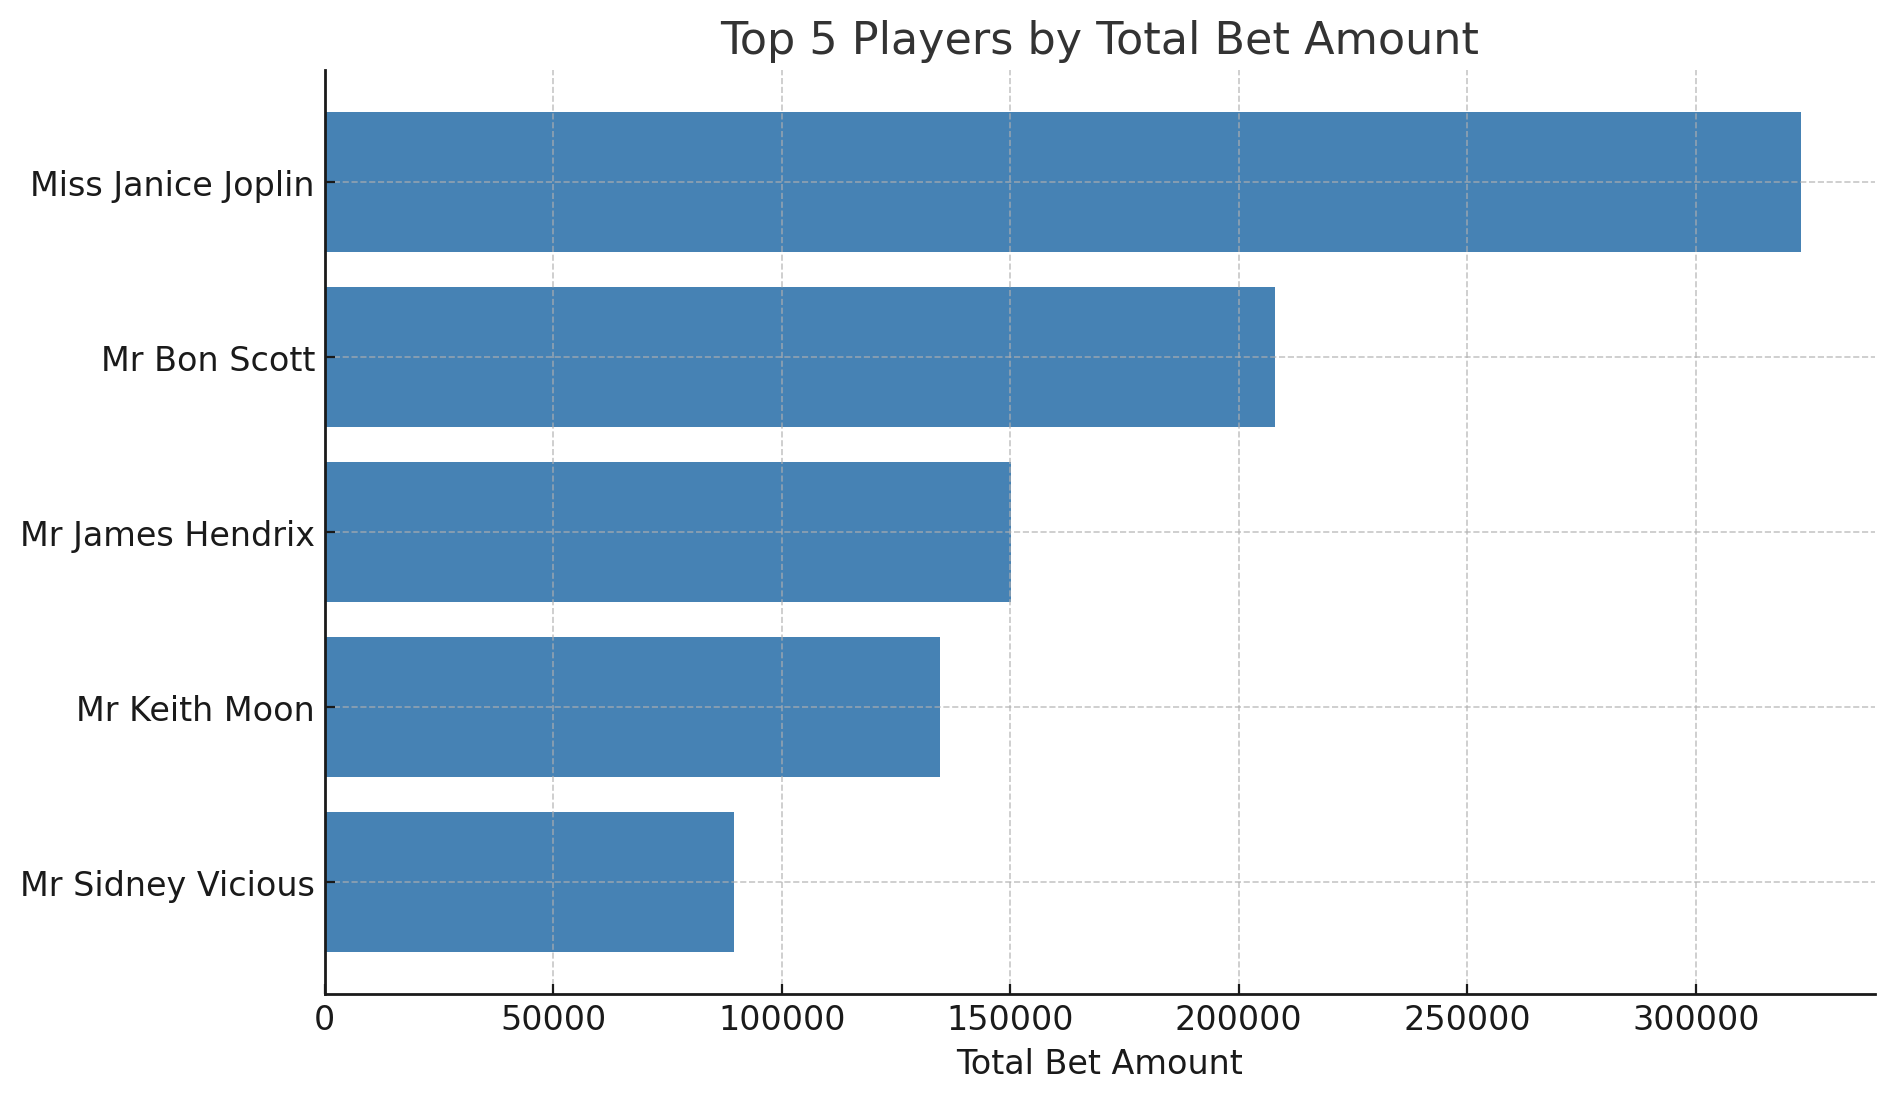 Top 5 Players by Total Bet Amount
Miss Janice Joplin
Mr Bon Scott
Mr James Hendrix
Mr Keith Moon
Mr Sidney Vicious
0 50000 100000 150000 200000 250000 300000
Total Bet Amount